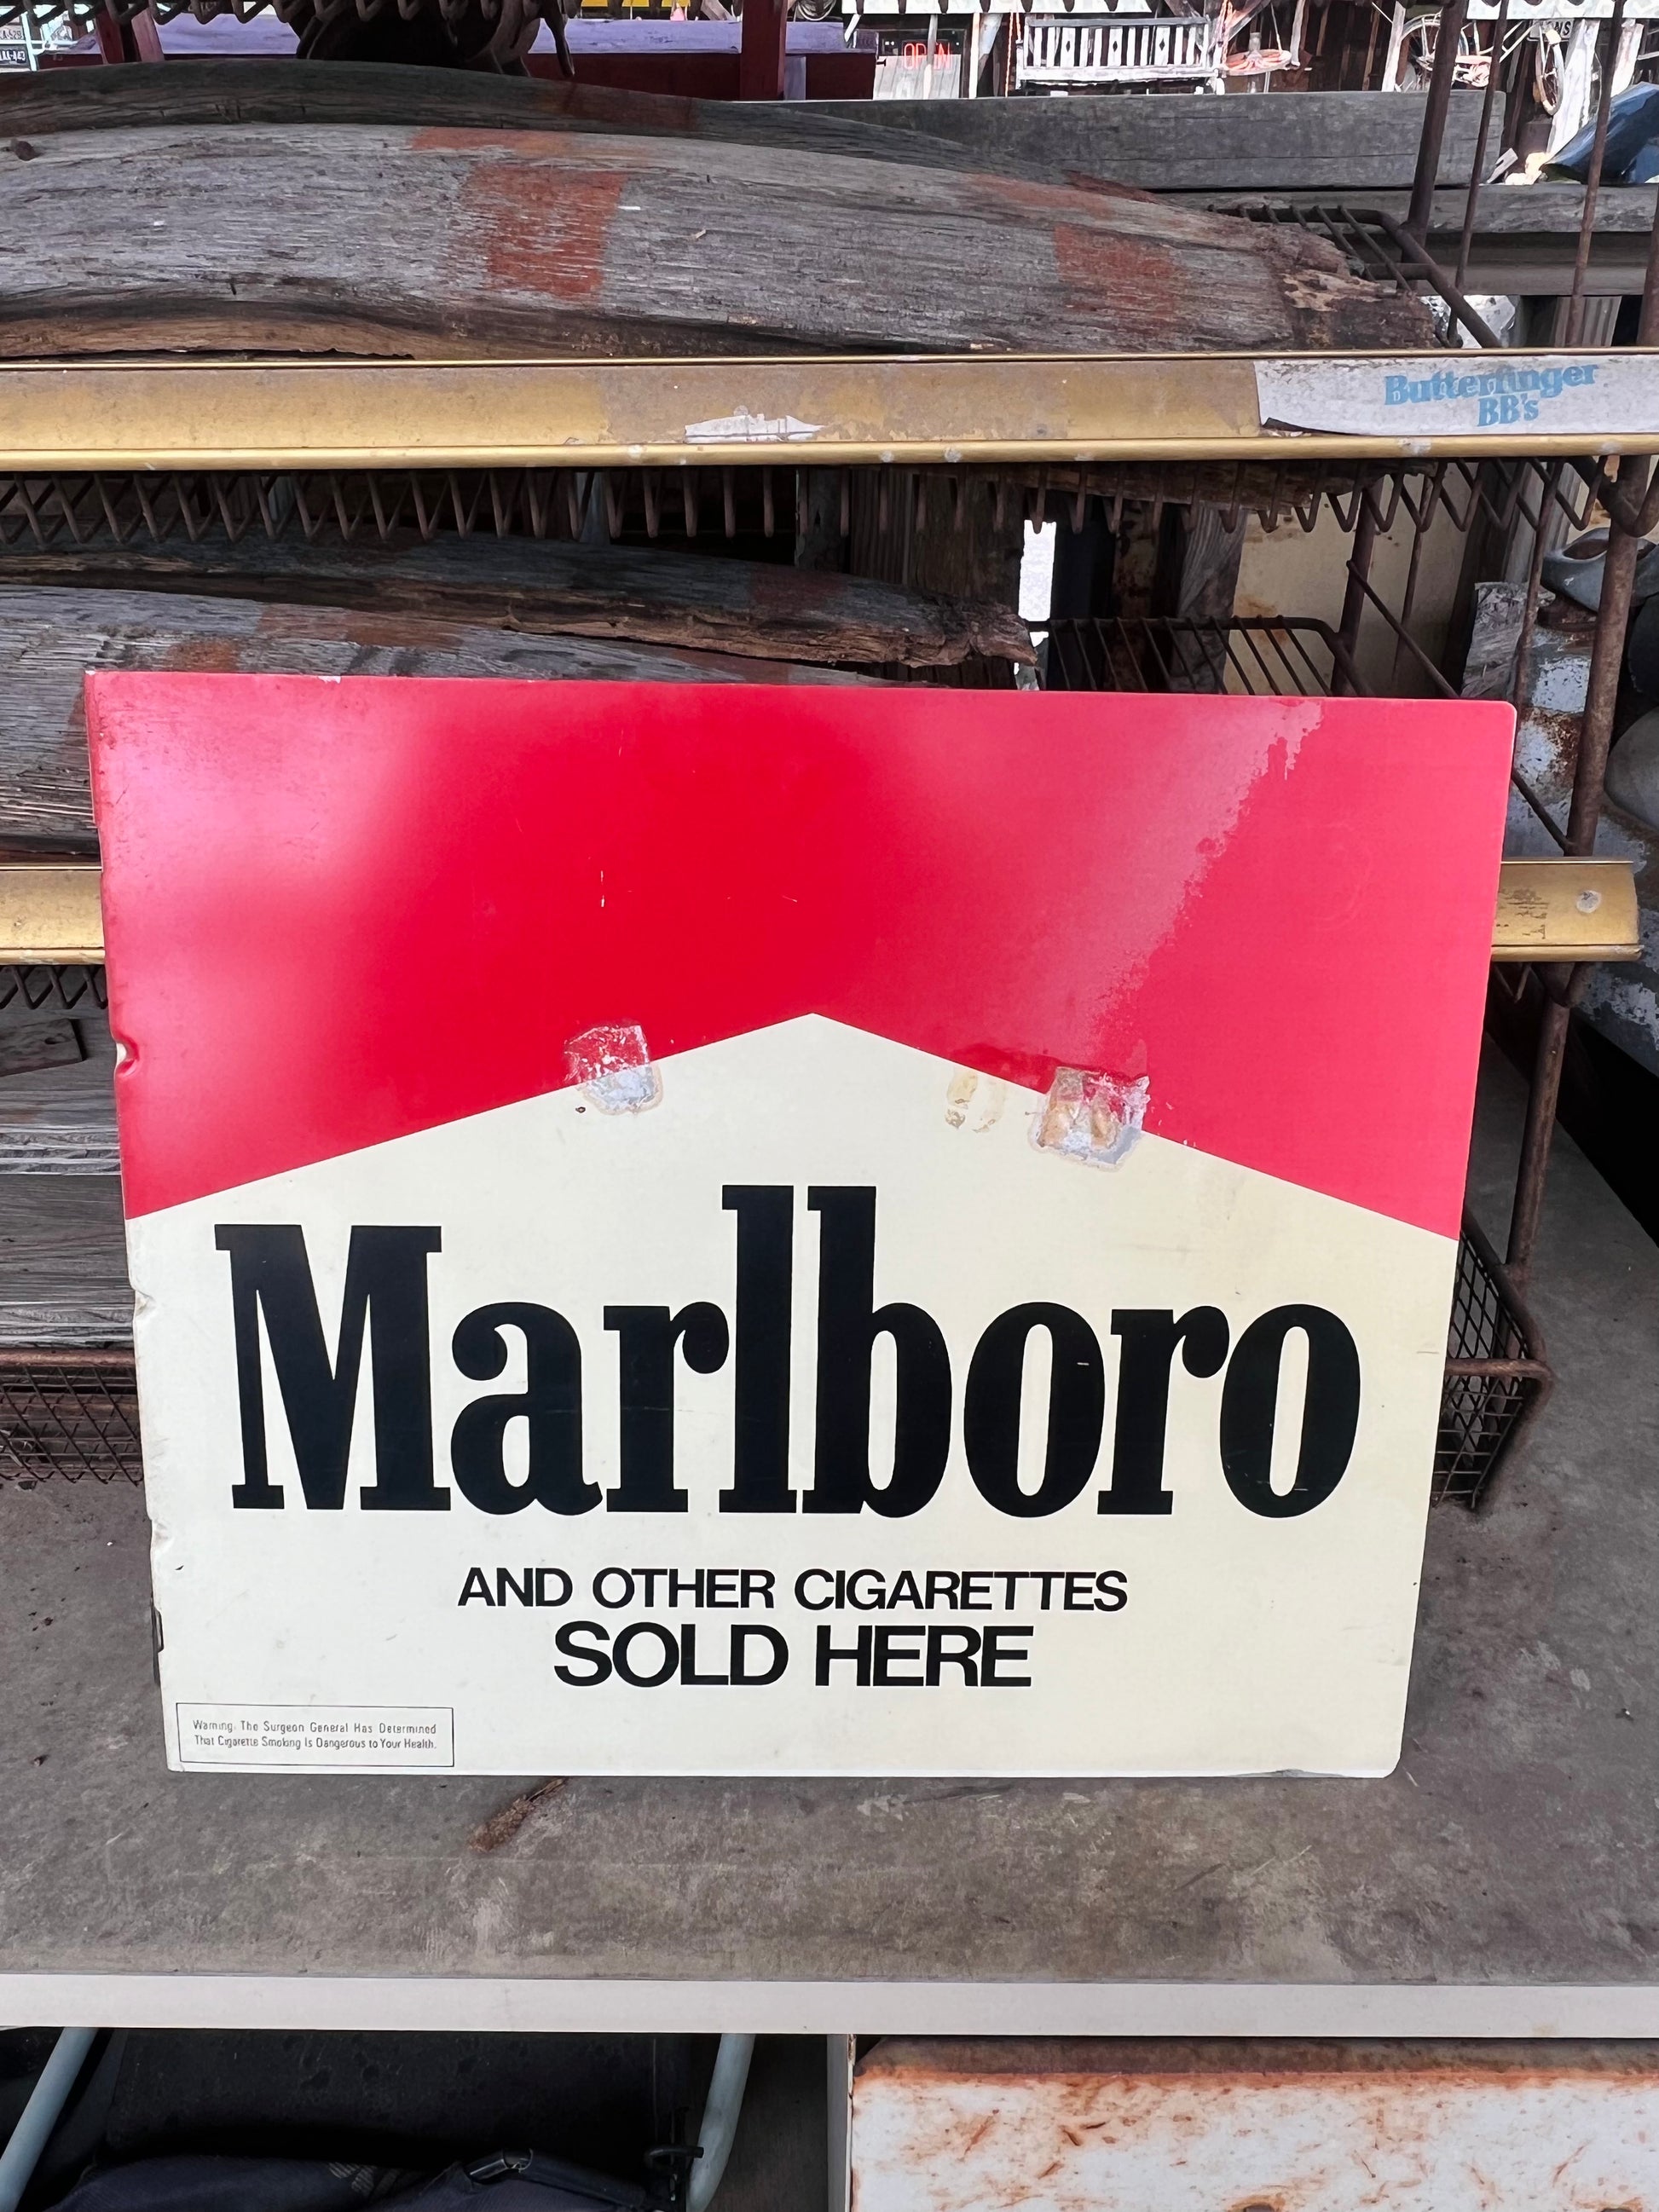 OPEN
Butterfinger
BB's
Marlboro
AND OTHER CIGARETTES
SOLD HERE
Warning: The Surgeon General Has Determined
That Cigarette Smoking Is Dangerous to Your Health.